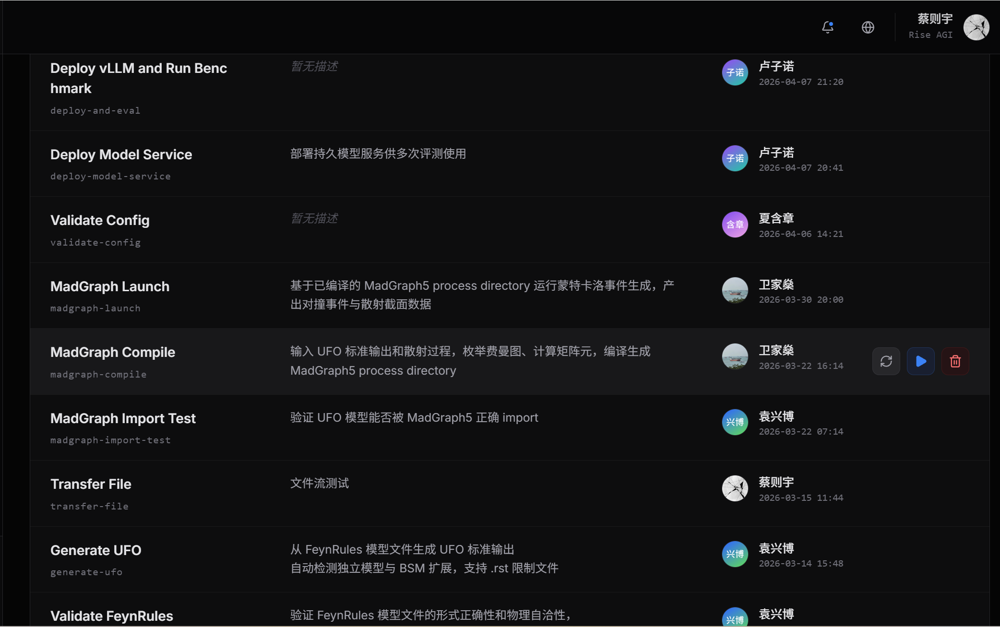 蔡则宇
Rise AGI
Deploy vLLM and Run Benc
hmark
deploy-and-eval
暂无描述
子诺
卢子诺
2026-04-07 21:20
Deploy Model Service
deploy-model-service
部署持久模型服务供多次评测使用
子诺
卢子诺
2026-04-07 20:41
Validate Config
validate-config
暂无描述
含章
夏含章
2026-04-06 14:21
MadGraph Launch
madgraph-launch
基于已编译的 MadGraph5 process directory 运行蒙特卡洛事件生成，产
出对撞事件与散射截面数据
卫家燊
2026-03-30 20:00
MadGraph Compile
madgraph-compile
输入 UFO 标准输出和散射过程，枚举费曼图、计算矩阵元，编译生成
MadGraph5 process directory
卫家燊
2026-03-22 16:14
MadGraph Import Test
madgraph-import-test
验证 UFO 模型能否被 MadGraph5 正确 import
兴博
袁兴博
2026-03-22 07:14
Transfer File
transfer-file
文件流测试
蔡则宇
2026-03-15 11:44
Generate UFO
generate-ufo
从 FeynRules 模型文件生成 UFO 标准输出
自动检测独立模型与 BSM 扩展，支持 .rst 限制文件
兴博
袁兴博
2026-03-14 15:48
Validate FeynRules
验证 FeynRules 模型文件的形式正确性和物理自洽性，
兴博
袁兴博